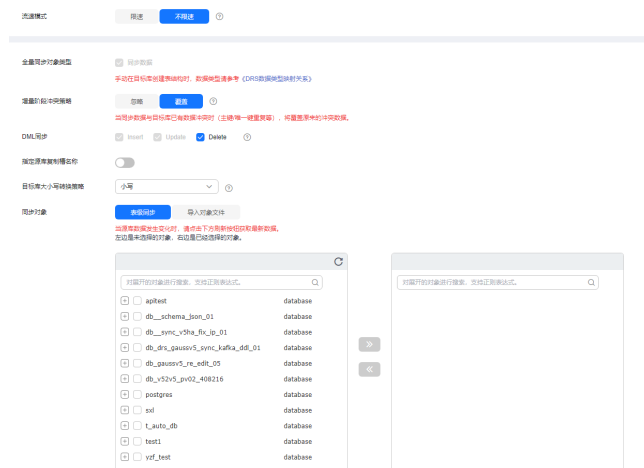 流速模式 限速 不限速
全量同步对象类型 同步数据
手动在目标库创建表结构时，数据类型请参考《DRS数据类型映射关系》
增量阶段冲突策略 忽略 覆盖
当同步数据与目标库已有数据冲突时（主键/唯一键重复等），将覆盖原来的冲突数据。
DML同步 Insert Update Delete
指定源库复制槽名称
目标库大小写转换策略 小写
同步对象 表级同步 导入对象文件
当源库数据发生变化时，请点击下方刷新按钮获取最新数据。
左边是未选择的对象，右边是已经选择的对象。
对展开的对象进行搜索，支持正则表达式。 对展开的对象进行搜索，支持正则表达式。
apitest database
db__schema_json_01 database
db__sync_v5ha_fix_ip_01 database
db_drs_gaussv5_sync_kafka_ddl_01 database
db_gaussv5_re_edit_05 database
db_v52v5_pv02_408216 database
postgres database
sxl database
t_auto_db database
test1 database
yzf_test database